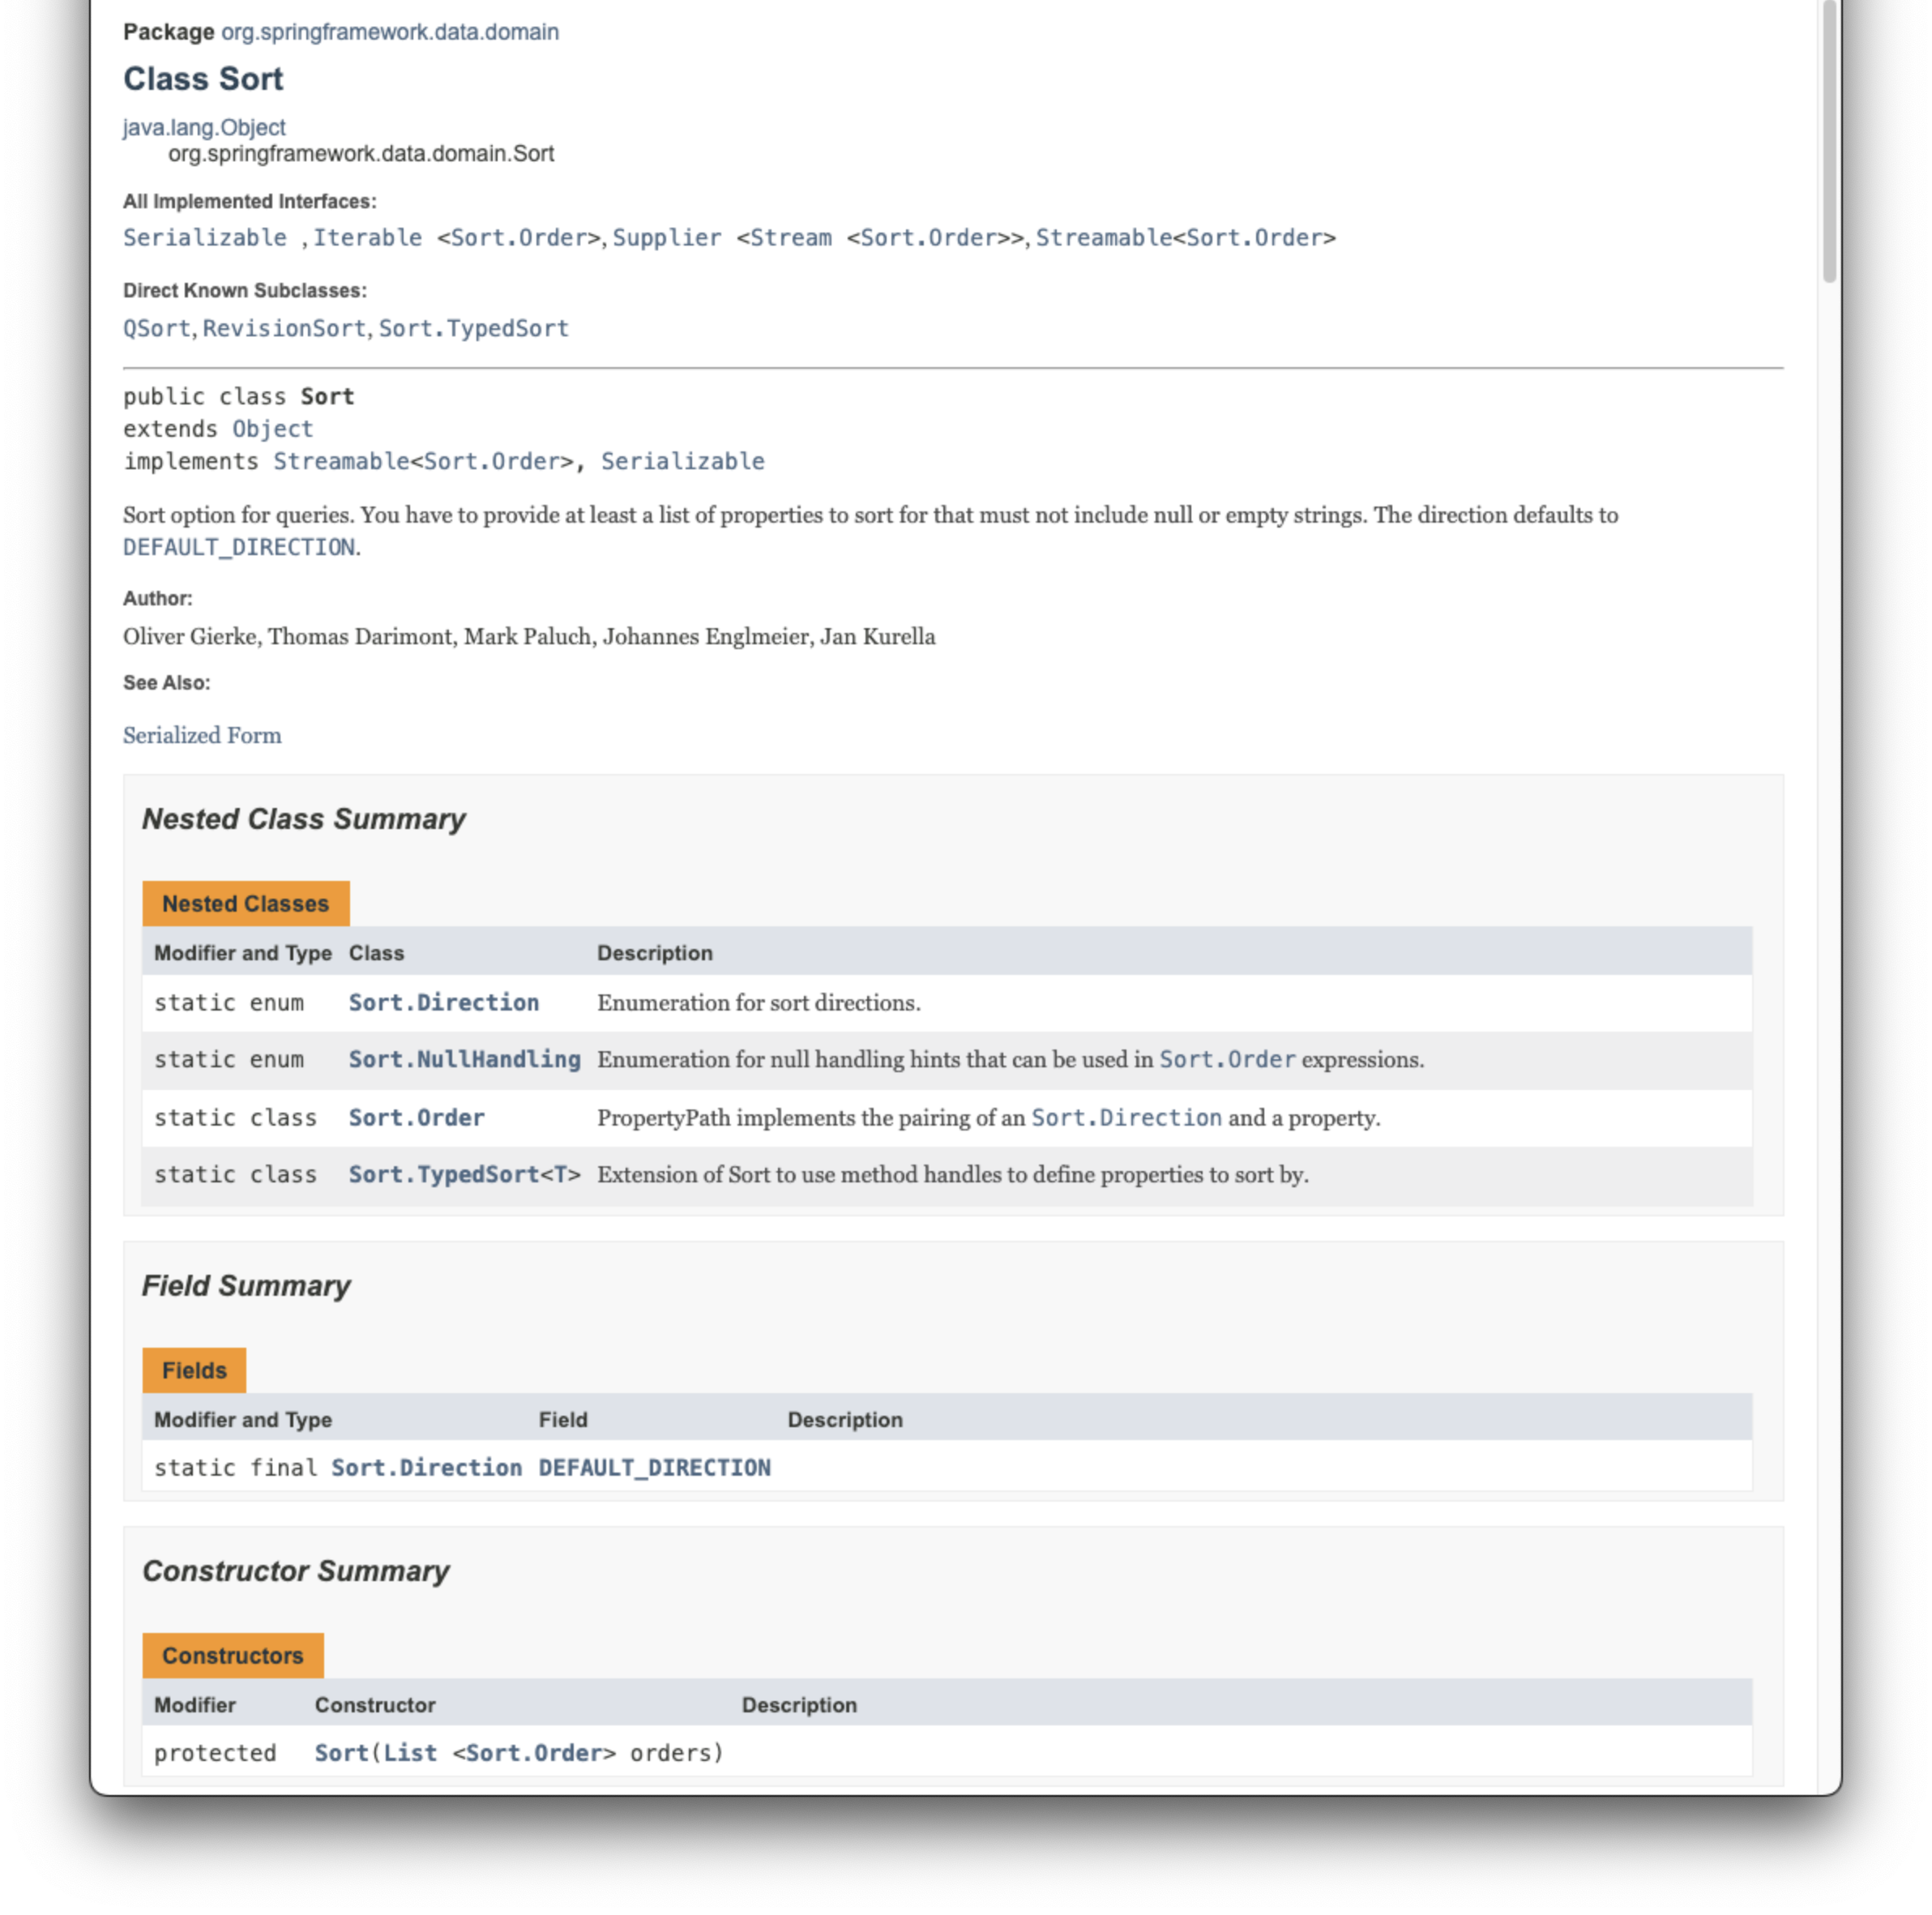 Package org.springframework.data.domain
Class Sort
java.lang.Object
org.springframework.data.domain.Sort
All Implemented Interfaces:
Serializable , Iterable <Sort.Order>, Supplier <Stream <Sort.Order>>, Streamable<Sort.Order>
Direct Known Subclasses:
QSort, RevisionSort, Sort.TypedSort
public class Sort
extends Object
implements Streamable<Sort.Order>, Serializable
Sort option for queries. You have to provide at least a list of properties to sort for that must not include null or empty strings. The direction defaults to
DEFAULT_DIRECTION.
Author:
Oliver Gierke, Thomas Darimont, Mark Paluch, Johannes Englmeier, Jan Kurella
See Also:
Serialized Form
Nested Class Summary
Nested Classes
Modifier and Type Class Description
static enum Sort.Direction Enumeration for sort directions.
static enum Sort.NullHandling Enumeration for null handling hints that can be used in Sort.Order expressions.
static class Sort.Order PropertyPath implements the pairing of an Sort.Direction and a property.
static class Sort.TypedSort<T> Extension of Sort to use method handles to define properties to sort by.
Field Summary
Fields
Modifier and Type Field Description
static final Sort.Direction DEFAULT_DIRECTION
Constructor Summary
Constructors
Modifier Constructor Description
protected Sort(List <Sort.Order> orders)